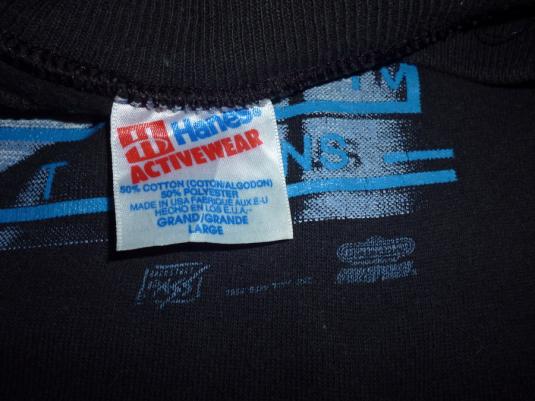 Hanes
ACTIVEWEAR
50% COTTON (COTON/ALGODON)
50% POLYESTER
MADE IN USA FABRIQUE AUX E-U
HECHO EN LOS E.U.A.
GRAND/GRANDE
LARGE
T NS